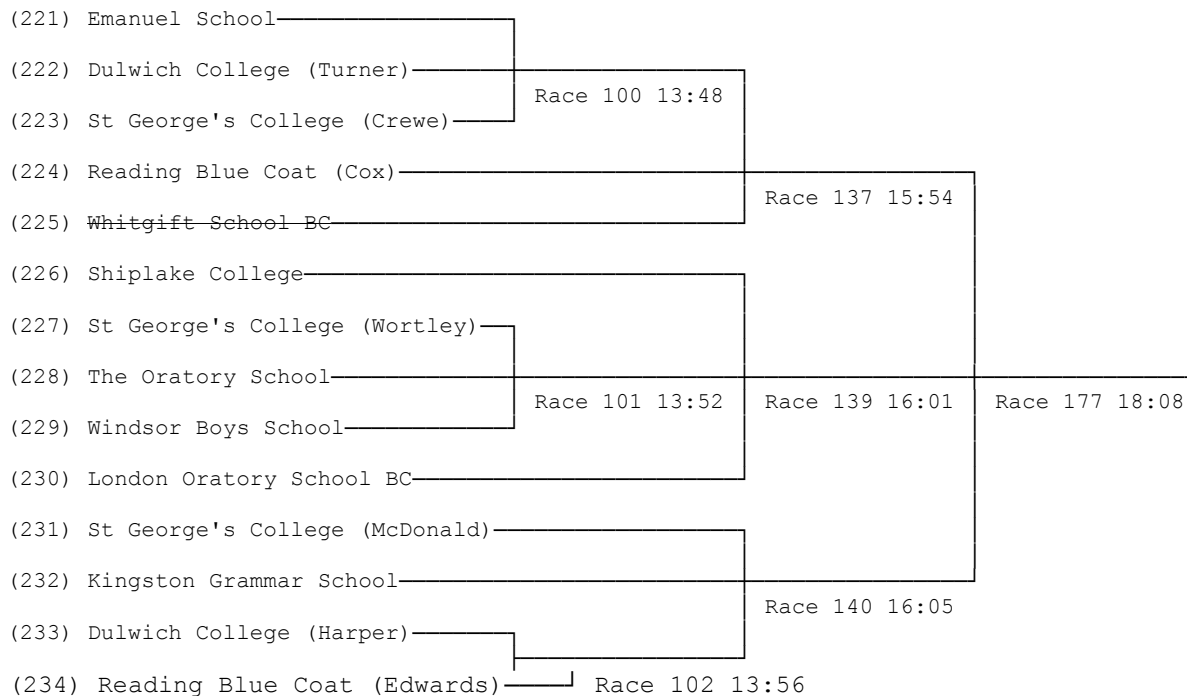 (221) Emanuel School
(222) Dulwich College (Turner)
Race 100 13:48
(223) St George's College (Crewe)
(224) Reading Blue Coat (Cox)
Race 137 15:54
(225) Whitgift School BC
(226) Shiplake College
(227) St George's College (Wortley)
(228) The Oratory School
Race 101 13:52 Race 139 16:01 Race 177 18:08
(229) Windsor Boys School
(230) London Oratory School BC
(231) St George's College (McDonald)
(232) Kingston Grammar School
Race 140 16:05
(233) Dulwich College (Harper)
(234) Reading Blue Coat (Edwards) Race 102 13:56